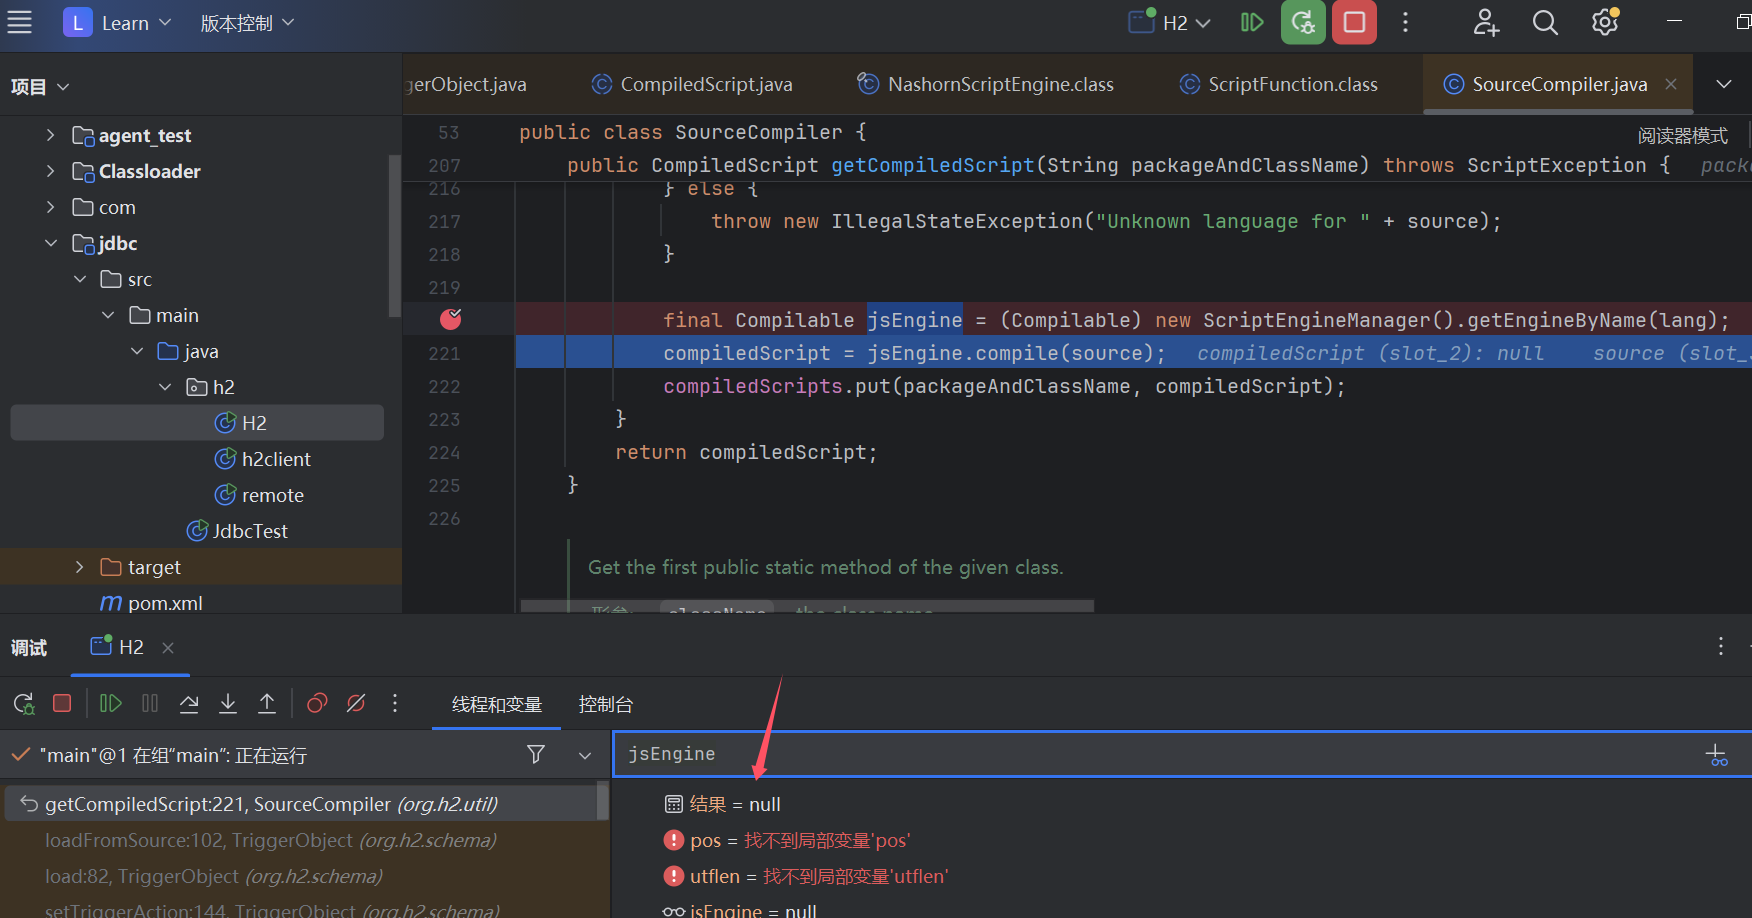 L Learn 版本控制 H2
项目
gerObject.java CompiledScript.java NashornScriptEngine.class ScriptFunction.class SourceCompiler.java
agent_test
Classloader
com
jdbc
src
main
java
h2
H2
h2client
remote
JdbcTest
target
pom.xml
阅读器模式
53 public class SourceCompiler {
207 public CompiledScript getCompiledScript(String packageAndClassName) throws ScriptException {
216 } else {
217 throw new IllegalStateException("Unknown language for " + source);
218 }
219
final Compilable jsEngine = (Compilable) new ScriptEngineManager().getEngineByName(lang);
221 compiledScript = jsEngine.compile(source); compiledScript (slot_2): null source (slot_
222 compiledScripts.put(packageAndClassName, compiledScript);
223 }
224 return compiledScript;
225 }
226
Get the first public static method of the given class.
调试 H2
线程和变量 控制台
"main"@1 在组“main”: 正在运行
getCompiledScript:221, SourceCompiler (org.h2.util)
loadFromSource:102, TriggerObject (org.h2.schema)
load:82, TriggerObject (org.h2.schema)
setTriggerAction:144, TriggerObject (org.h2.schema)
jsEngine
结果 = null
pos = 找不到局部变量'pos'
utflen = 找不到局部变量'utflen'
jsEngine = null